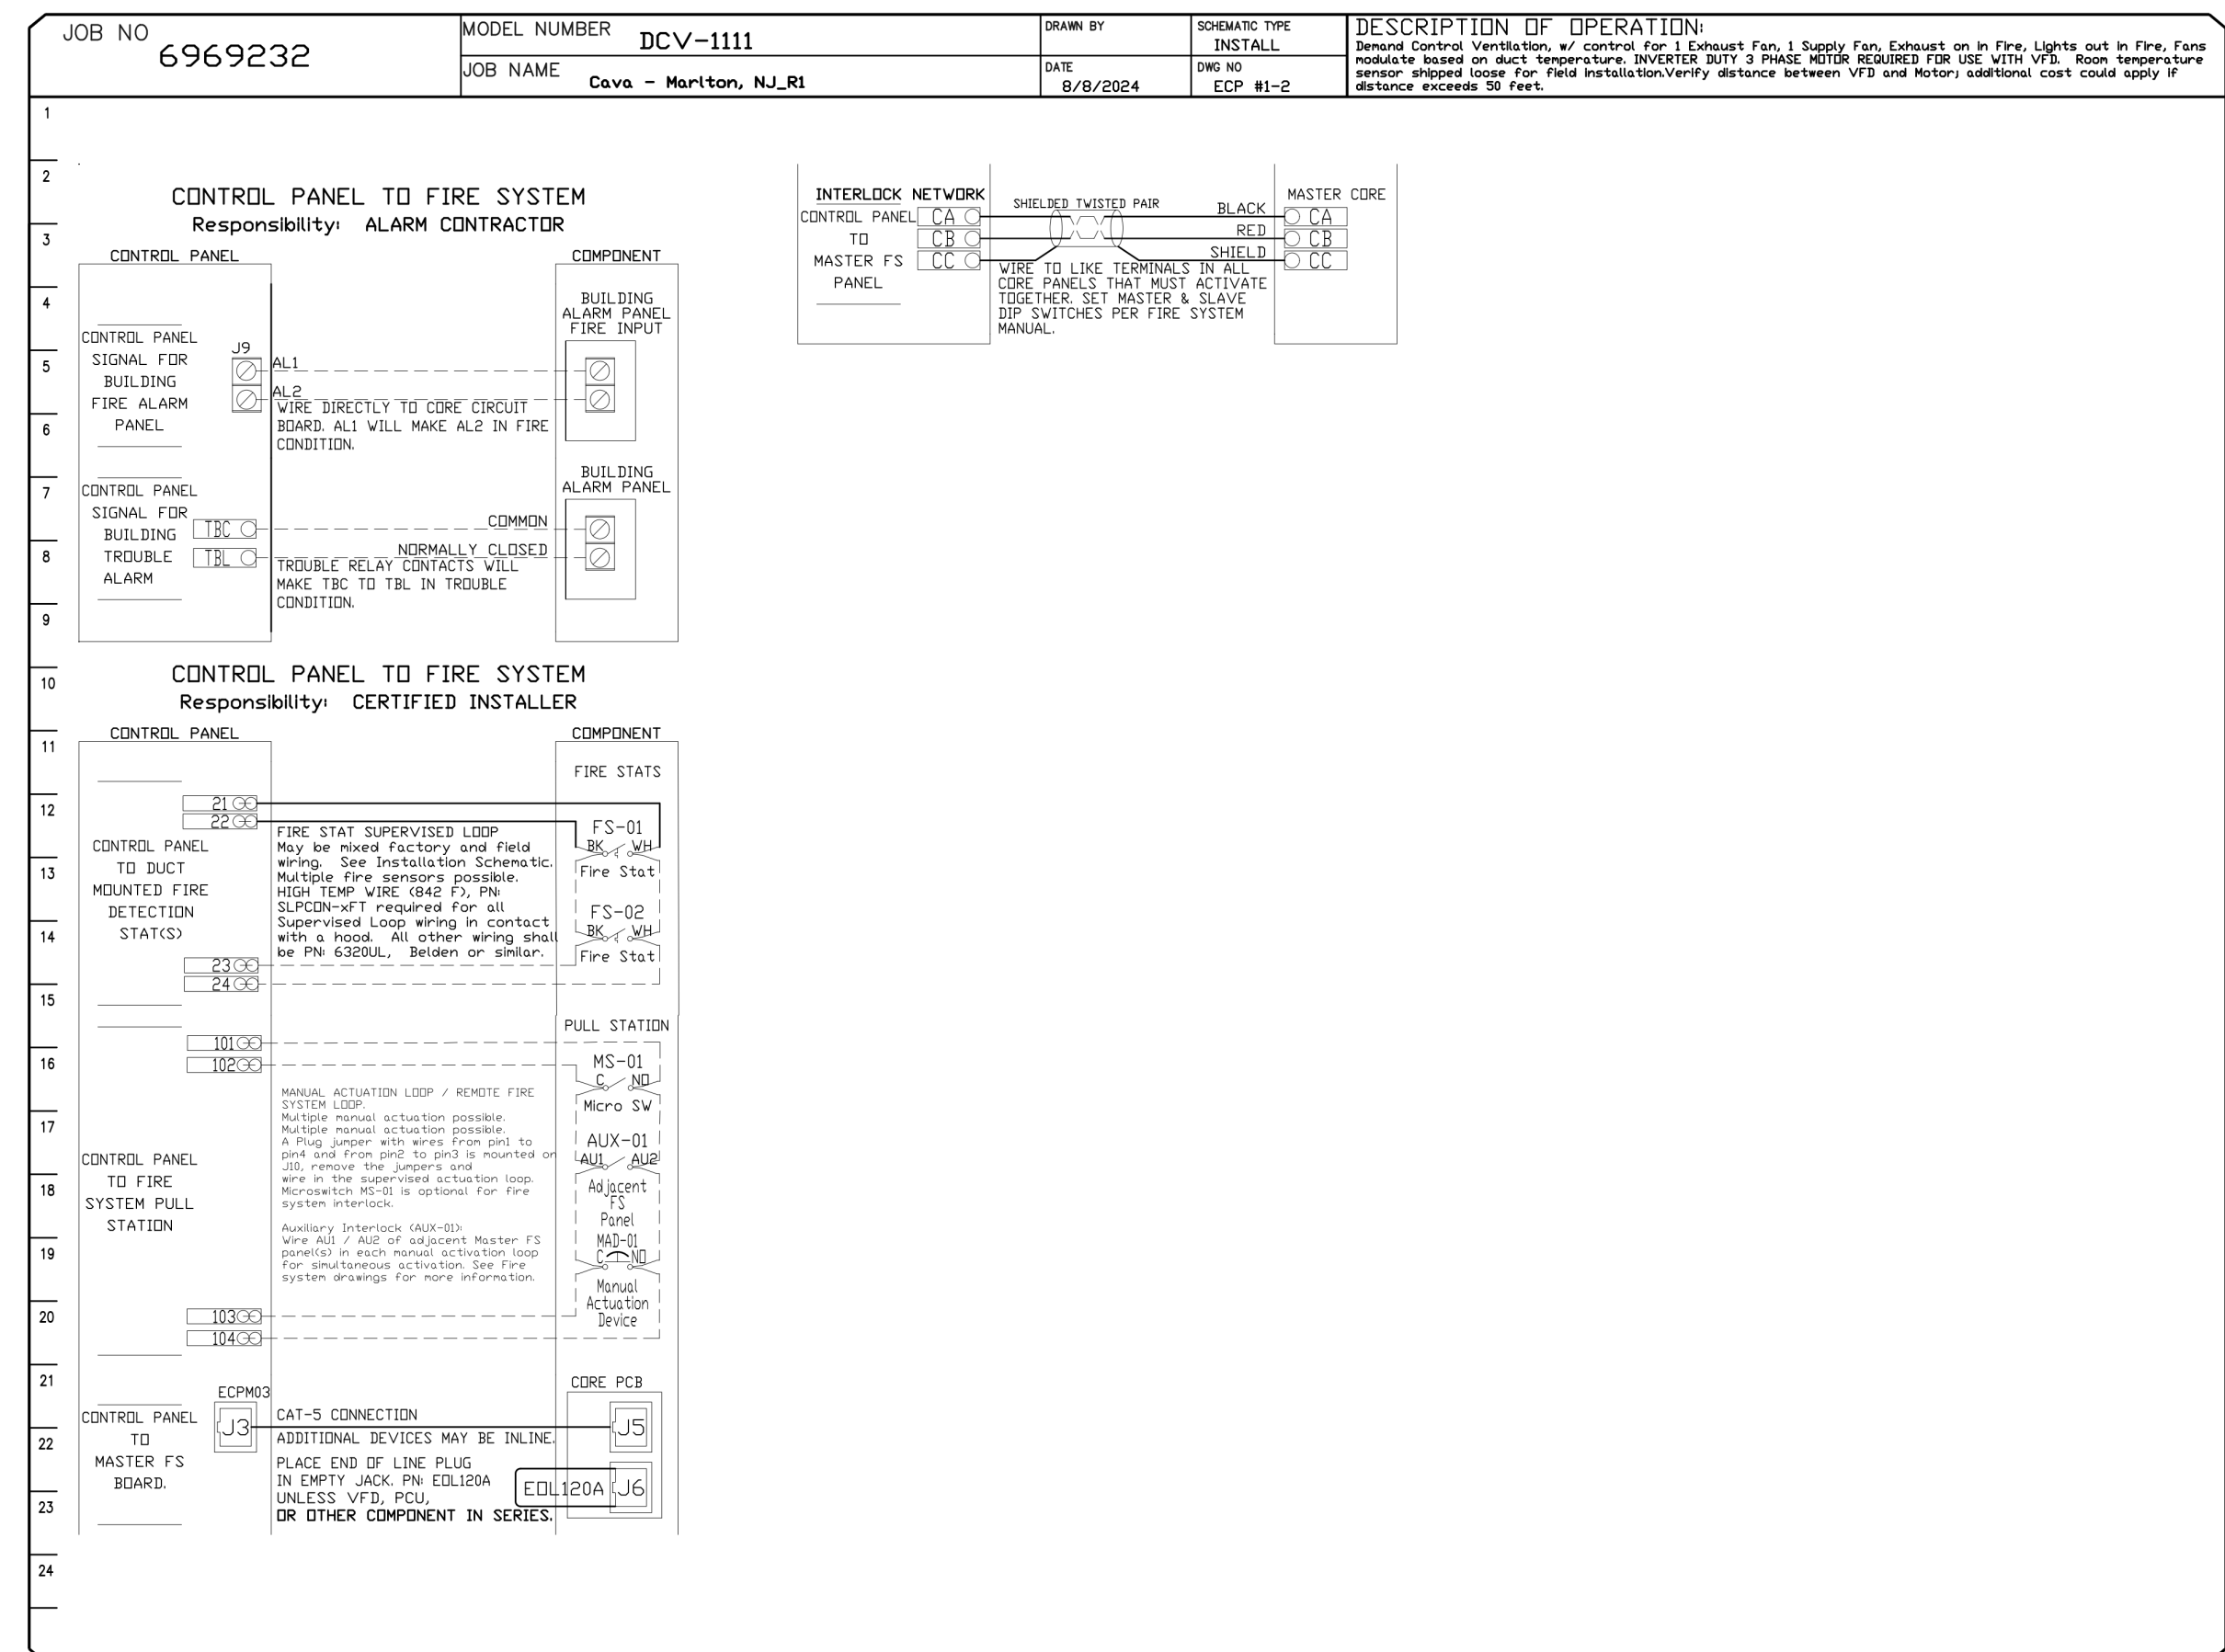 JOB NO
6969232
MODEL NUMBER
DCV-1111
JOB NAME
Cava - Marlton, NJ_R1
DRAWN BY
DATE
8/8/2024
SCHEMATIC TYPE
INSTALL
DWG NO
ECP #1-2
DESCRIPTION OF OPERATION:
Demand Control Ventilation, w/ control for 1 Exhaust Fan, 1 Supply Fan, Exhaust on in Fire, Lights out in Fire, Fans
modulate based on duct temperature. INVERTER DUTY 3 PHASE MOTOR REQUIRED FOR USE WITH VFD. Room temperature
sensor shipped loose for field installation.Verify distance between VFD and Motor; additional cost could apply if
distance exceeds 50 feet.
1
2
3
4
5
6
7
8
9
10
11
12
13
14
15
16
17
18
19
20
21
22
23
24
CONTROL PANEL TO FIRE SYSTEM
Responsibility: ALARM CONTRACTOR
CONTROL PANEL
COMPONENT
CONTROL PANEL
SIGNAL FOR
BUILDING
FIRE ALARM
PANEL
J9
AL1
AL2
WIRE DIRECTLY TO CORE CIRCUIT
BOARD. AL1 WILL MAKE AL2 IN FIRE
CONDITION.
BUILDING
ALARM PANEL
FIRE INPUT
CONTROL PANEL
SIGNAL FOR
BUILDING
TROUBLE
ALARM
TBC
TBL
COMMON
NORMALLY CLOSED
TROUBLE RELAY CONTACTS WILL
MAKE TBC TO TBL IN TROUBLE
CONDITION.
BUILDING
ALARM PANEL
INTERLOCK NETWORK
CONTROL PANEL
TO
MASTER FS
PANEL
CA
CB
CC
SHIELDED TWISTED PAIR
BLACK
RED
SHIELD
WIRE TO LIKE TERMINALS IN ALL
CORE PANELS THAT MUST ACTIVATE
TOGETHER. SET MASTER & SLAVE
DIP SWITCHES PER FIRE SYSTEM
MANUAL.
MASTER CORE
CA
CB
CC
CONTROL PANEL TO FIRE SYSTEM
Responsibility: CERTIFIED INSTALLER
CONTROL PANEL
COMPONENT
CONTROL PANEL
TO DUCT
MOUNTED FIRE
DETECTION
STAT(S)
21
22
23
24
FIRE STAT SUPERVISED LOOP
May be mixed factory and field
wiring. See Installation Schematic.
Multiple fire sensors possible.
HIGH TEMP WIRE (842 F), PN:
SLPCON-xFT required for all
Supervised Loop wiring in contact
with a hood. All other wiring shall
be PN: 6320UL, Belden or similar.
FIRE STATS
FS-01
BK WH
Fire Stat
FS-02
BK WH
Fire Stat
CONTROL PANEL
TO FIRE
SYSTEM PULL
STATION
101
102
103
104
MANUAL ACTUATION LOOP / REMOTE FIRE
SYSTEM LOOP.
Multiple manual actuation possible.
Multiple manual actuation possible.
A Plug jumper with wires from pin1 to
pin4 and from pin2 to pin3 is mounted on
J10, remove the jumpers and
wire in the supervised actuation loop.
Microswitch MS-01 is optional for fire
system interlock.
Auxiliary Interlock (AUX-01):
Wire AU1 / AU2 of adjacent Master FS
panel(s) in each manual activation loop
for simultaneous activation. See Fire
system drawings for more information.
PULL STATION
MS-01
C NO
Micro SW
AUX-01
AU1 AU2
Adjacent
FS
Panel
MAD-01
C NO
Manual
Actuation
Device
CONTROL PANEL
TO
MASTER FS
BOARD.
ECPM03
J3
CAT-5 CONNECTION
ADDITIONAL DEVICES MAY BE INLINE.
PLACE END OF LINE PLUG
IN EMPTY JACK. PN: EOL120A
UNLESS VFD, PCU,
OR OTHER COMPONENT IN SERIES.
CORE PCB
J5
EOL120A
J6